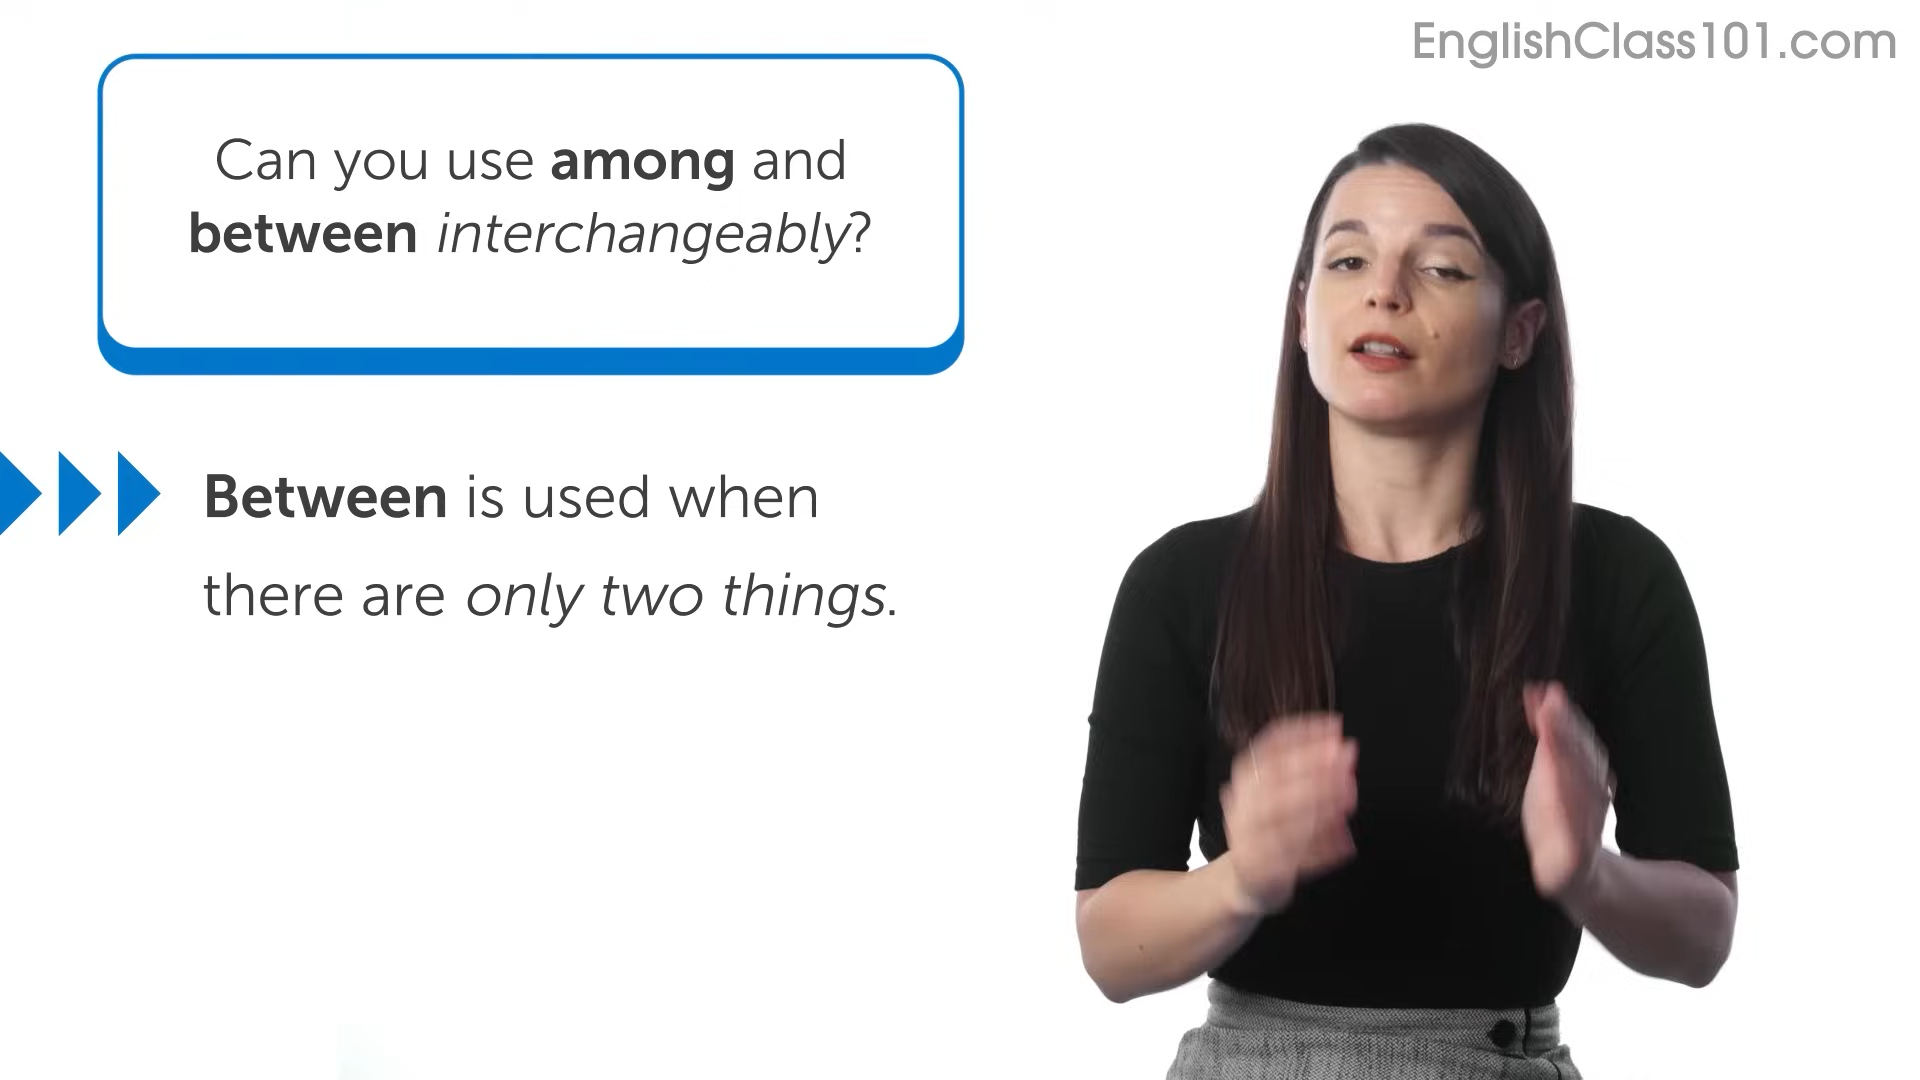 EnglishClass101.com
Can you use among and
between interchangeably?
Between is used when
there are only two things.